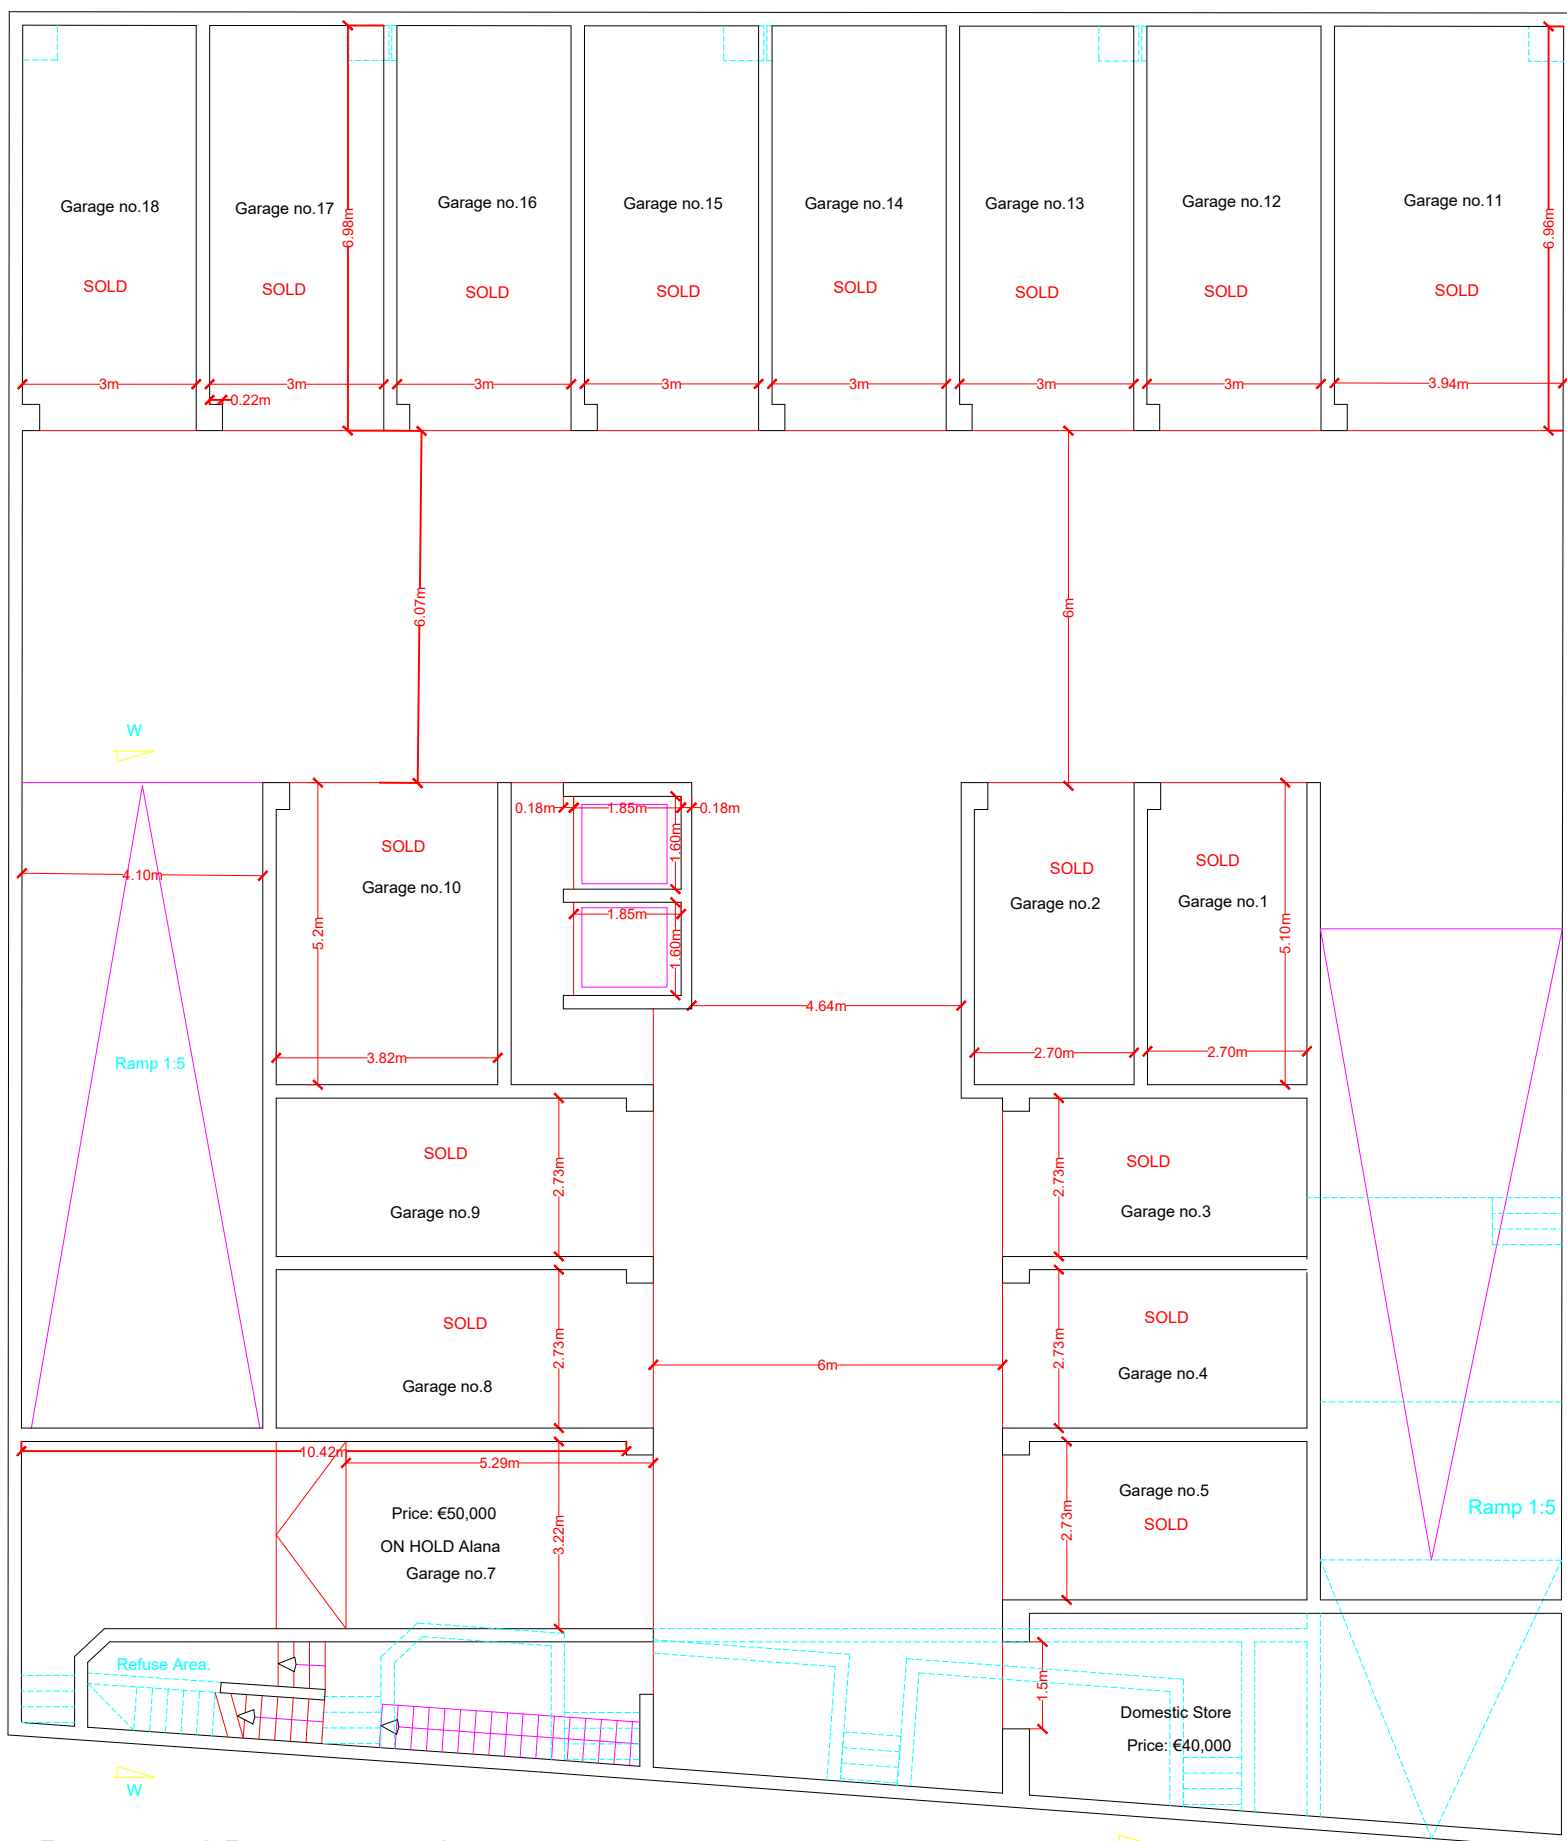 Garage no.18
Garage no.17
Garage no.16
Garage no.15
Garage no.14
Garage no.13
Garage no.12
Garage no.11
6.98m
6.96m
SOLD
SOLD
SOLD
SOLD
SOLD
SOLD
SOLD
SOLD
3m
3m
3m
3m
3m
3m
3m
3.94m
0.22m
6.07m
6m
W
0.18m
1.85m
0.18m
1.60m
SOLD
Garage no.10
SOLD
Garage no.2
SOLD
Garage no.1
4.10m
5.2m
1.85m
1.60m
5.10m
4.64m
3.82m
2.70m
2.70m
Ramp 1:5
SOLD
Garage no.9
2.73m
2.73m
SOLD
Garage no.3
SOLD
Garage no.8
2.73m
6m
2.73m
SOLD
Garage no.4
10.42m
5.29m
Price: €50,000
ON HOLD Alana
Garage no.7
3.22m
2.73m
Garage no.5
SOLD
Ramp 1:5
Refuse Area.
1.5m
Domestic Store
Price: €40,000
W